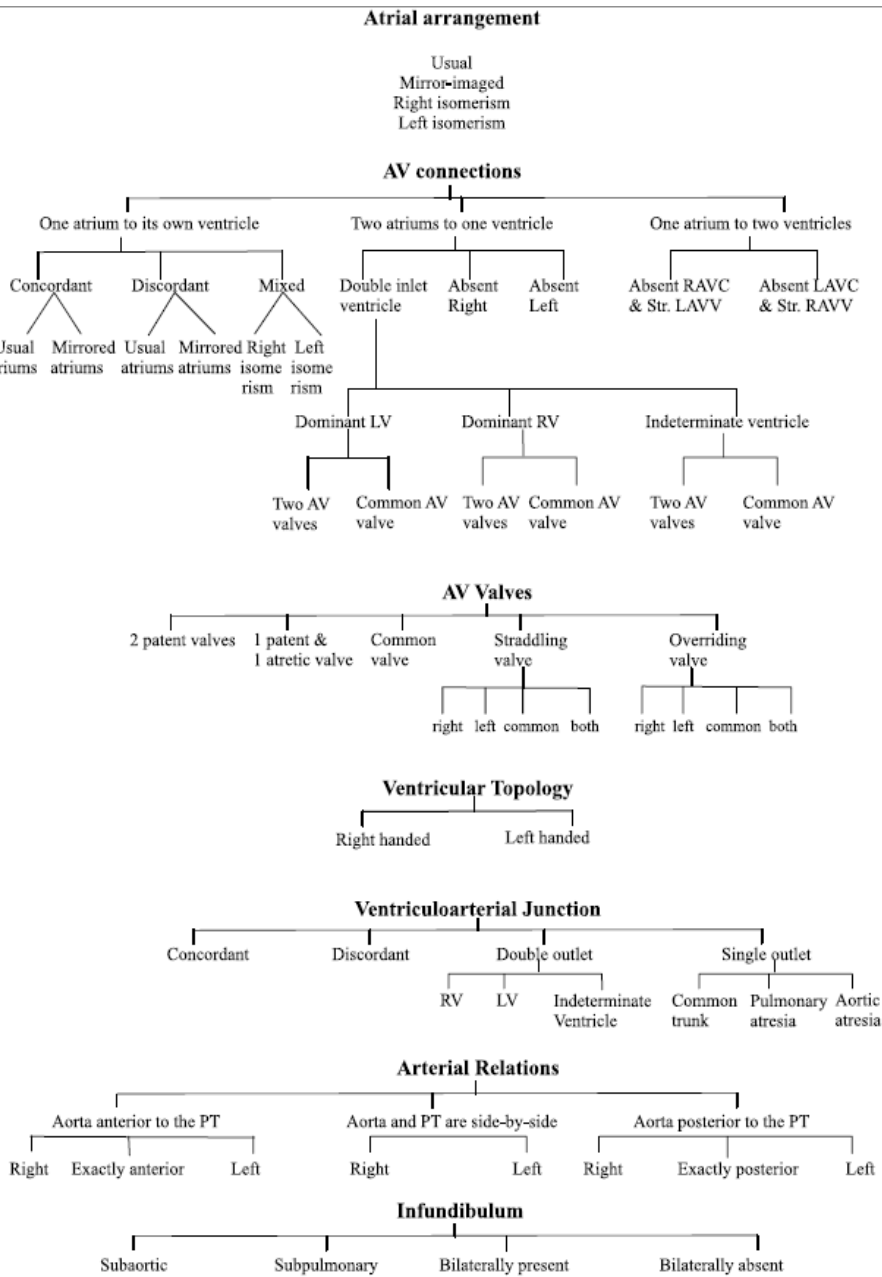 Atrial arrangement
Usual
Mirror-imaged
Right isomerism
Left isomerism
AV connections
One atrium to its own ventricle Two atriums to one ventricle One atrium to two ventricles
Concordant Discordant Mixed Double inlet Absent Absent Absent RAVC Absent LAVC
ventricle Right Left & Str. LAVV & Str. RAVV
Usual Mirrored Usual Mirrored Right Left
atriums atriums atriums isome isome
rism rism
Dominant LV Dominant RV Indeterminate ventricle
Two AV Common AV Two AV Common AV Two AV Common AV
valves valve valves valve valves valve
AV Valves
2 patent valves 1 patent & Common Straddling Overriding
1 atretic valve valve valve valve
right left common both right left common both
Ventricular Topology
Right handed Left handed
Ventriculoarterial Junction
Concordant Discordant Double outlet Single outlet
RV LV Indeterminate Common Pulmonary Aortic
Ventricle trunk atresia atresia
Arterial Relations
Aorta anterior to the PT Aorta and PT are side-by-side Aorta posterior to the PT
Right Exactly anterior Left Right Left Right Exactly posterior Left
Infundibulum
Subaortic Subpulmonary Bilaterally present Bilaterally absent